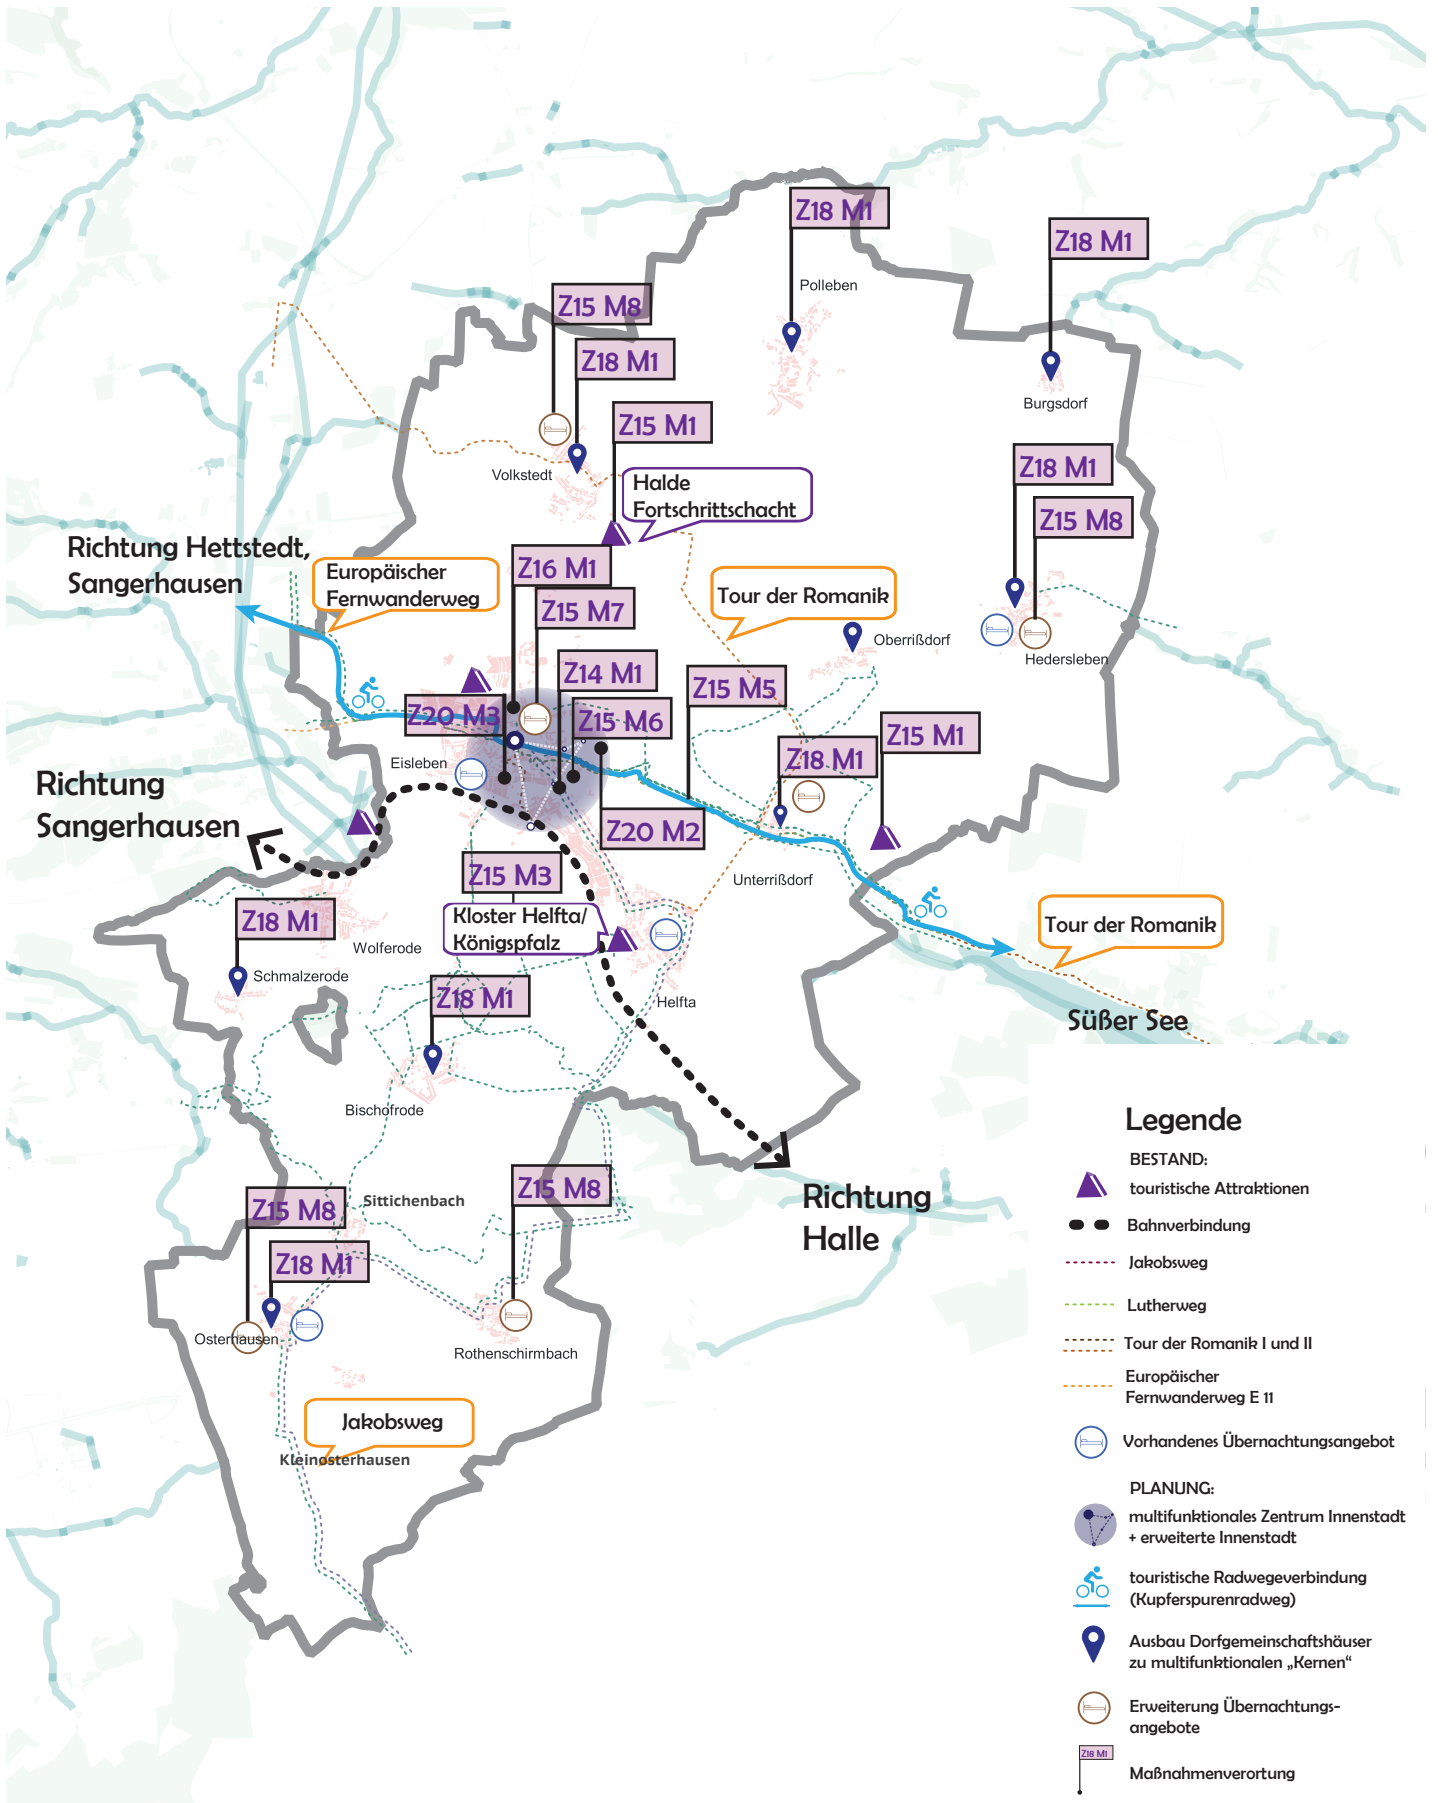 Z18 M1
Z18 M1
Polleben
Z15 M8
Z18 M1
Burgsdorf
Z15 M1
Z18 M1
Volkstedt
Halde
Fortschrittschacht
Z15 M8
Richtung Hettstedt,
Sangerhausen
Europäischer
Fernwanderweg
Z16 M1
Z15 M7
Tour der Romanik
Oberrißdorf
Hedersleben
Z14 M1
Z15 M5
Z20 M3
Z15 M6
Z15 M1
Z18 M1
Eisleben
Richtung
Sangerhausen
Z20 M2
Z15 M3
Unterrißdorf
Z18 M1
Kloster Helfta/
Königspfalz
Tour der Romanik
Wolferode
Schmalzerode
Z18 M1
Helfta
Süßer See
Bischofrode
Z15 M8
Sittichenbach
Z15 M8
Richtung
Halle
Z18 M1
Osterhausen
Rothenschirmbach
Jakobsweg
Kleinosterhausen
Legende
BESTAND:
touristische Attraktionen
Bahnverbindung
Jakobsweg
Lutherweg
Tour der Romanik I und II
Europäischer
Fernwanderweg E 11
Vorhandenes Übernachtungsangebot
PLANUNG:
multifunktionales Zentrum Innenstadt
+ erweiterte Innenstadt
touristische Radwegeverbindung
(Kupferspurenradweg)
Ausbau Dorfgemeinschaftshäuser
zu multifunktionalen „Kernen“
Erweiterung Übernachtungs-
angebote
Z18 M1
Maßnahmenverortung